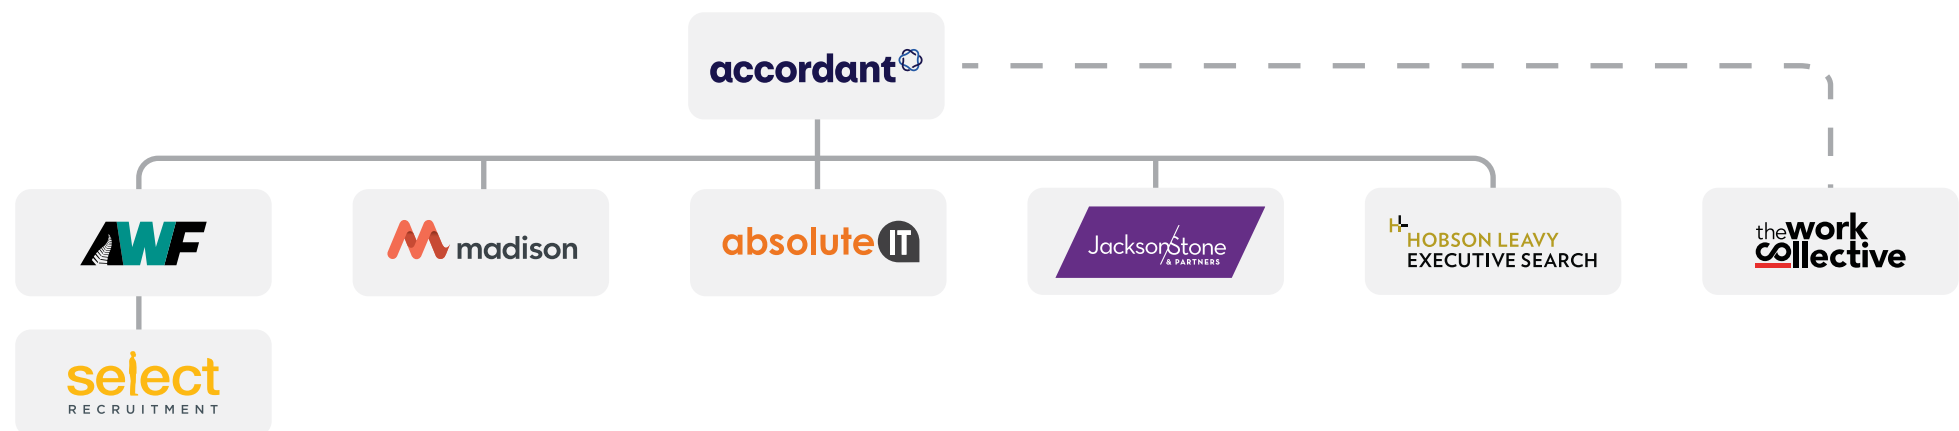 accordant
AWF
madison
absolute IT
JacksonStone
& PARTNERS
H
HOBSON LEAVY
EXECUTIVE SEARCH
the work
collective
select
RECRUITMENT